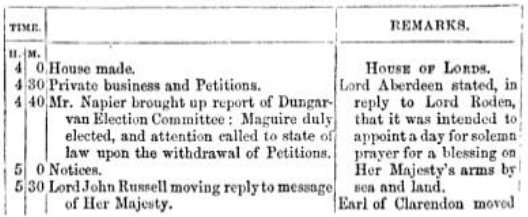 TIME.
H. M.
4 0 House made.
4 30 Private business and Petitions.
4 40 Mr. Napier brought up report of Dungar-
van Election Committee: Maguire duly
elected, and attention called to state of
law upon the withdrawal of Petitions.
5 0 Notices.
5 30 Lord John Russell moving reply to message
of Her Majesty.
REMARKS.
HOUSE OF LORDS.
Lord Aberdeen stated, in
reply to Lord Roden,
that it was intended to
appoint a day for solemn
prayer for a blessing on
Her Majesty's arms by
sea and land.
Earl of Clarendon moved